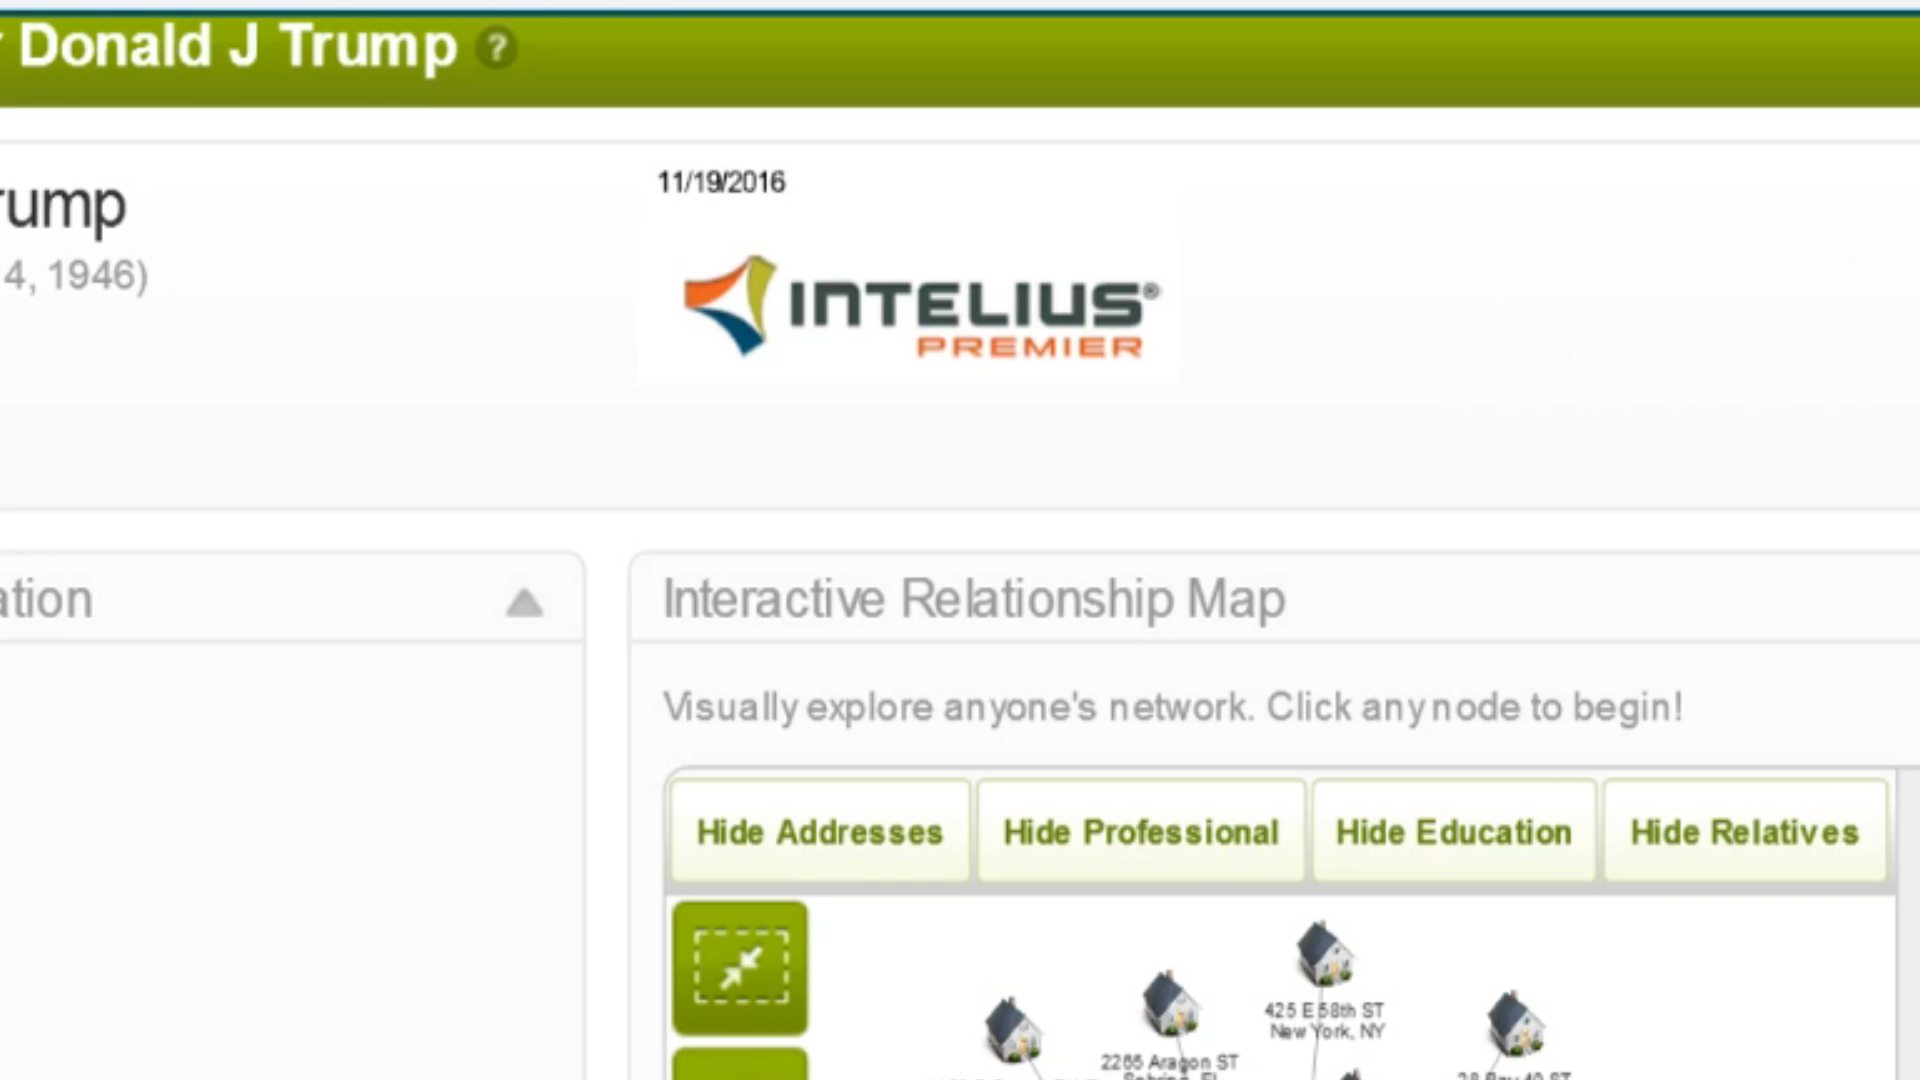 Donald J Trump ?
11/19/2016
rump
4, 1946)
INTELIUS®
PREMIER
ation
Interactive Relationship Map
Visually explore anyone's network. Click any node to begin!
Hide Addresses Hide Professional Hide Education Hide Relatives
425 E 58th ST
New York, NY
2265 Aragon ST
Sebring, FL